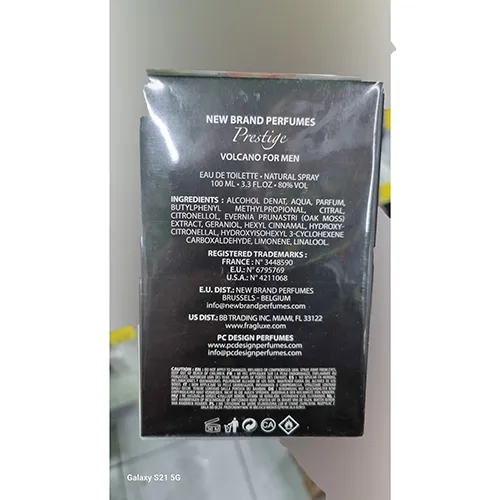 NEW BRAND PERFUMES
Prestige
VOLCANO FOR MEN
EAU DE TOILETTE • NATURAL SPRAY
100 ML • 3.3 FL.OZ • 80% VOL
INGREDIENTS : ALCOHOL DENAT, AQUA, PARFUM,
BUTYLPHENYL METHYLPROPIONAL, CITRAL,
CITRONELLOL, EVERNIA PRUNASTRI (OAK MOSS)
EXTRACT, GERANIOL, HEXYL CINNAMAL, HYDROXY-
CITRONELLAL, HYDROXYISOHEXYL 3-CYCLOHEXENE
CARBOXALDEHYDE, LIMONENE, LINALOOL.
REGISTERED TRADEMARKS :
FRANCE : N° 3448590
E.U. : N° 6795769
U.S.A. : N° 4211068
E.U. DIST.: NEW BRAND PERFUMES
BRUSSELS - BELGIUM
info@newbrandperfumes.com
US DIST.: BB TRADING INC. MIAMI, FL 33122
www.fragluxe.com
PC DESIGN PERFUMES
www.pcdesignperfumes.com
info@pcdesignperfumes.com
CAUTION : EN :
CA
Galaxy S21 5G